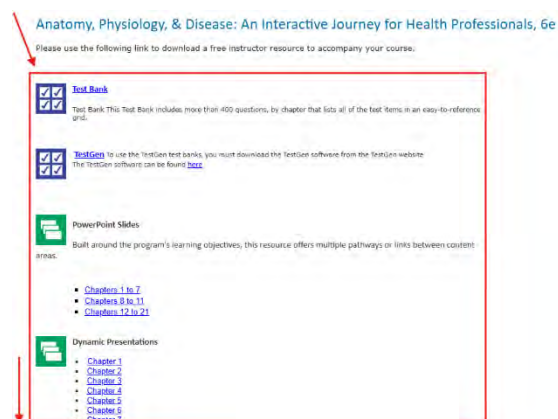 Anatomy, Physiology, & Disease: An Interactive Journey for Health Professionals, 6e
Please use the following link to download a free instructor resource to accompany your course.
Test Bank
Test Bank This Test Bank includes more than 400 questions, by chapter that lists all of the test items in an easy-to-reference
grid.
TestGen To use the TestGen test banks, you must download the TestGen software from the TestGen website
The TestGen software can be found here
PowerPoint Slides
Built around the program's learning objectives, this resource offers multiple pathways or links between content
areas.
Chapters 1 to 7
Chapters 8 to 11
Chapters 12 to 21
Dynamic Presentations
Chapter 1
Chapter 2
Chapter 3
Chapter 4
Chapter 5
Chapter 6
Chapter 7